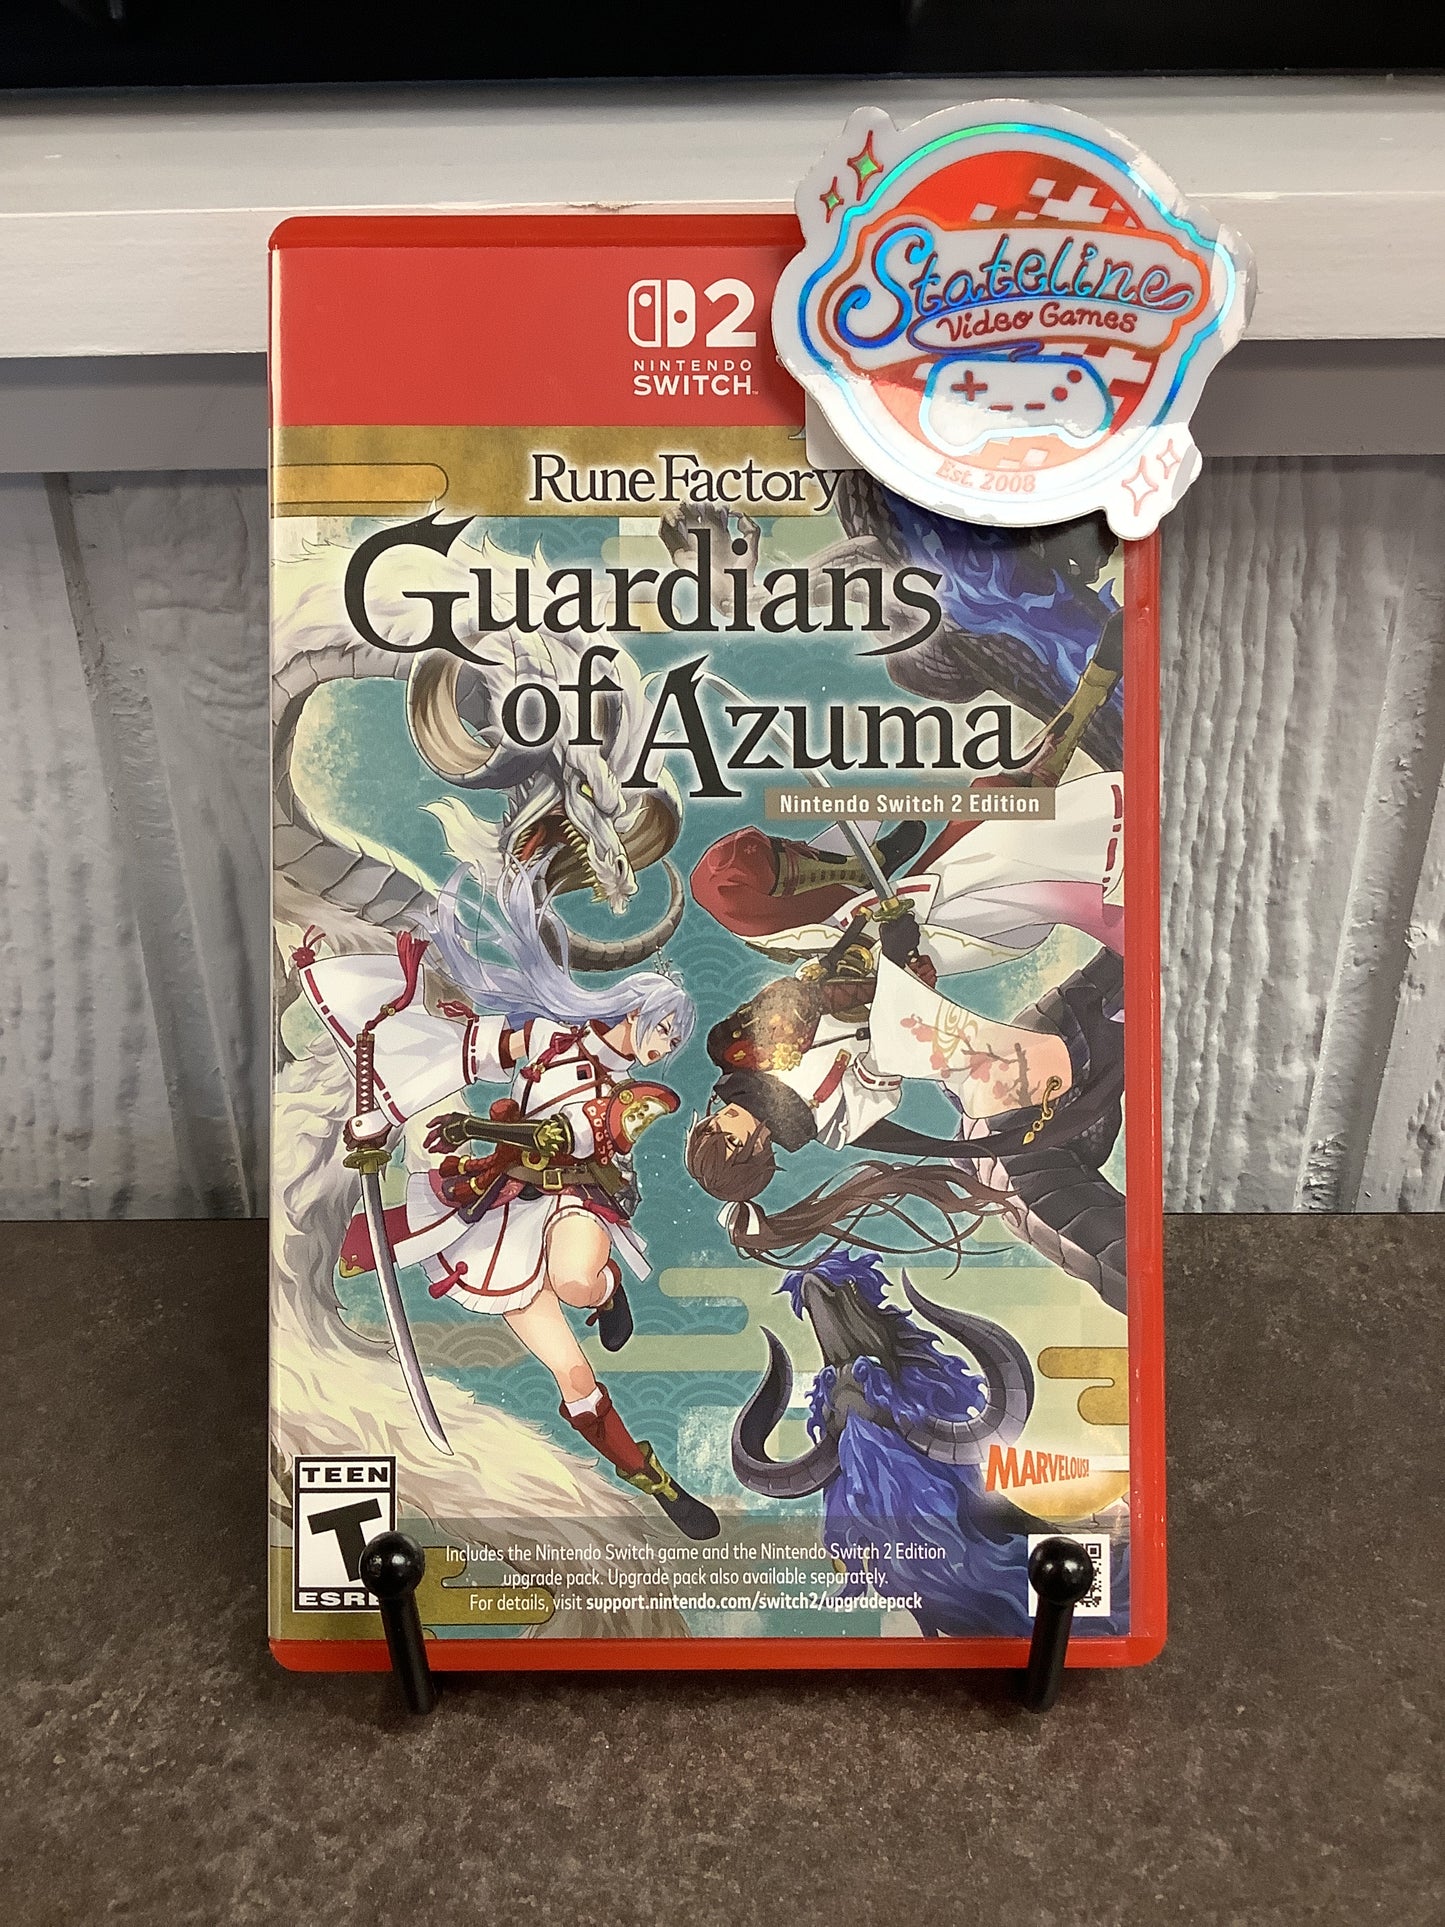 2
NINTENDO
SWITCH™
Stateline
Video Games
Est. 2008
Rune Factory
Guardians
of Azuma
Nintendo Switch 2 Edition
MARVELOUS!
TEEN
T
Includes the Nintendo Switch game and the Nintendo Switch 2 Edition
upgrade pack. Upgrade pack also available separately.
For details, visit support.nintendo.com/switch2/upgradepack